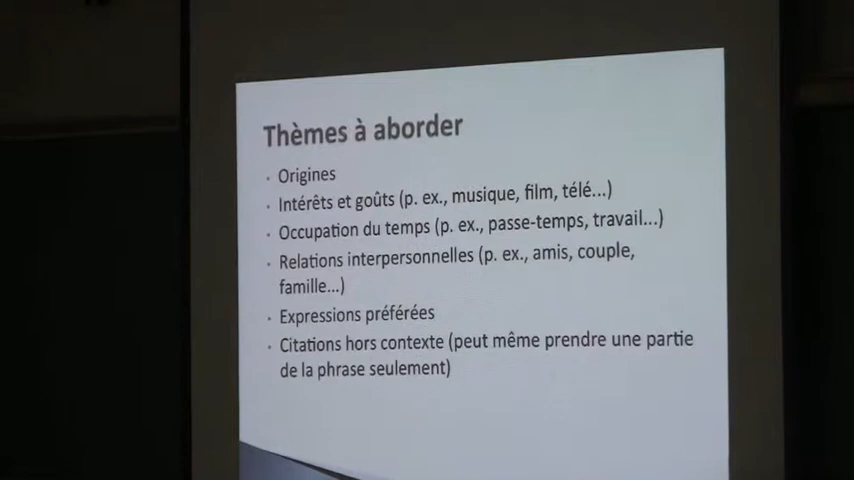 Thèmes à aborder
• Origines
• Intérêts et goûts (p. ex., musique, film, télé...)
• Occupation du temps (p. ex., passe-temps, travail...)
• Relations interpersonnelles (p. ex., amis, couple,
famille...)
• Expressions préférées
• Citations hors contexte (peut même prendre une partie
de la phrase seulement)